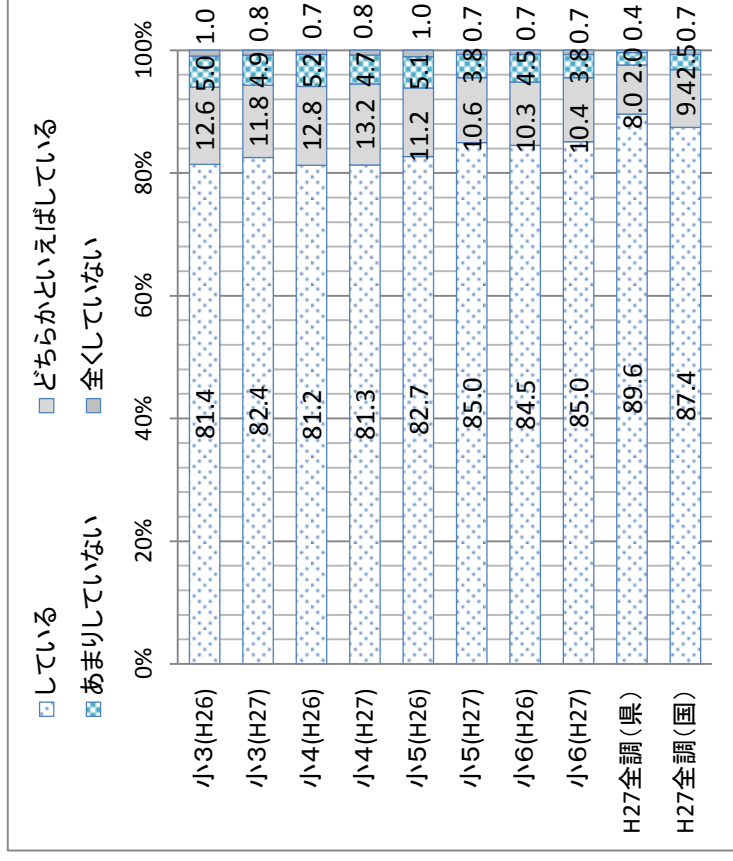 している どちらかといえばしている
あまりしていない 全くしていない
0% 20% 40% 60% 80% 100%
小3(H26) 81.4 12.6 5.0 1.0
小3(H27) 82.4 11.8 4.9 0.8
小4(H26) 81.2 12.8 5.2 0.7
小4(H27) 81.3 13.2 4.7 0.8
小5(H26) 82.7 11.2 5.1 1.0
小5(H27) 85.0 10.6 3.8 0.7
小6(H26) 84.5 10.3 4.5 0.7
小6(H27) 85.0 10.4 3.8 0.7
H27全調(県) 89.6 8.0 2.0 0.4
H27全調(国) 87.4 9.4 2.5 0.7